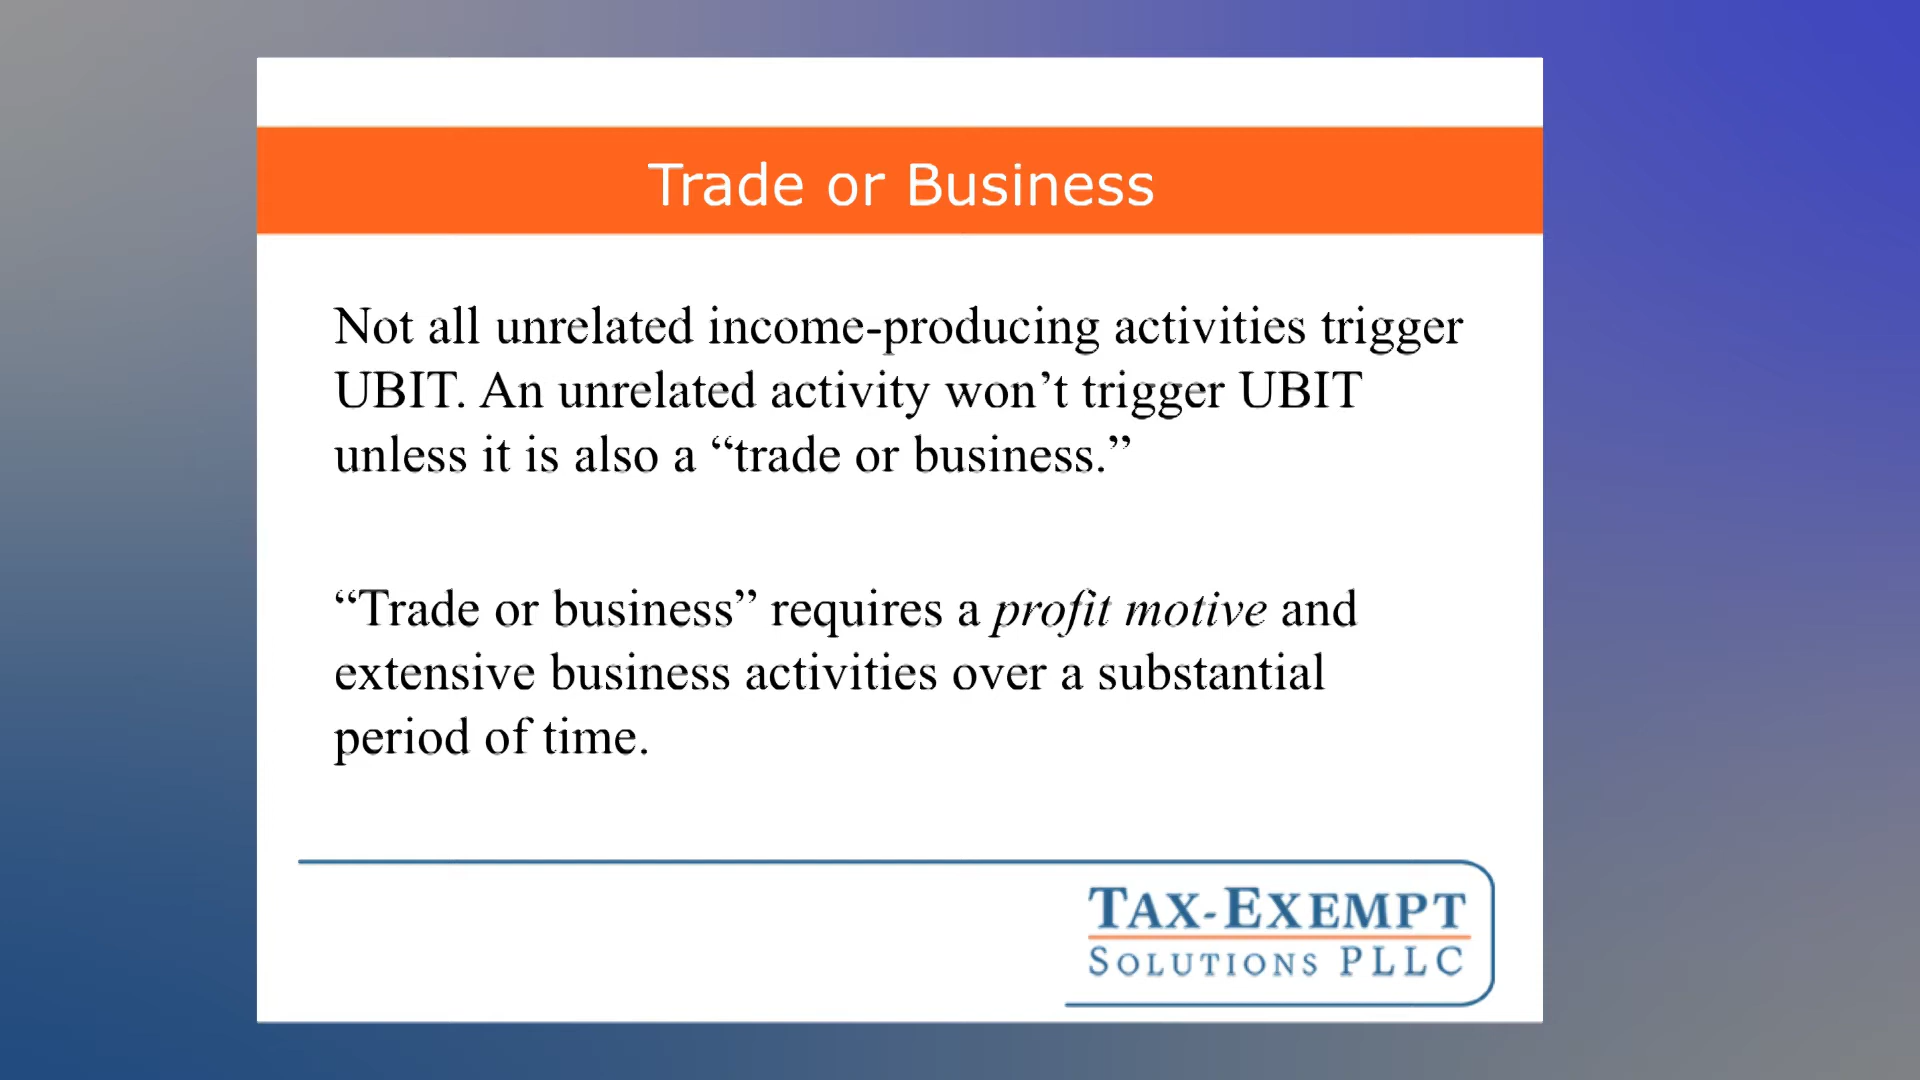 Trade or Business
Not all unrelated income-producing activities trigger
UBIT. An unrelated activity won’t trigger UBIT
unless it is also a “trade or business.”
“Trade or business” requires a profit motive and
extensive business activities over a substantial
period of time.
TAX-EXEMPT
SOLUTIONS PLLC